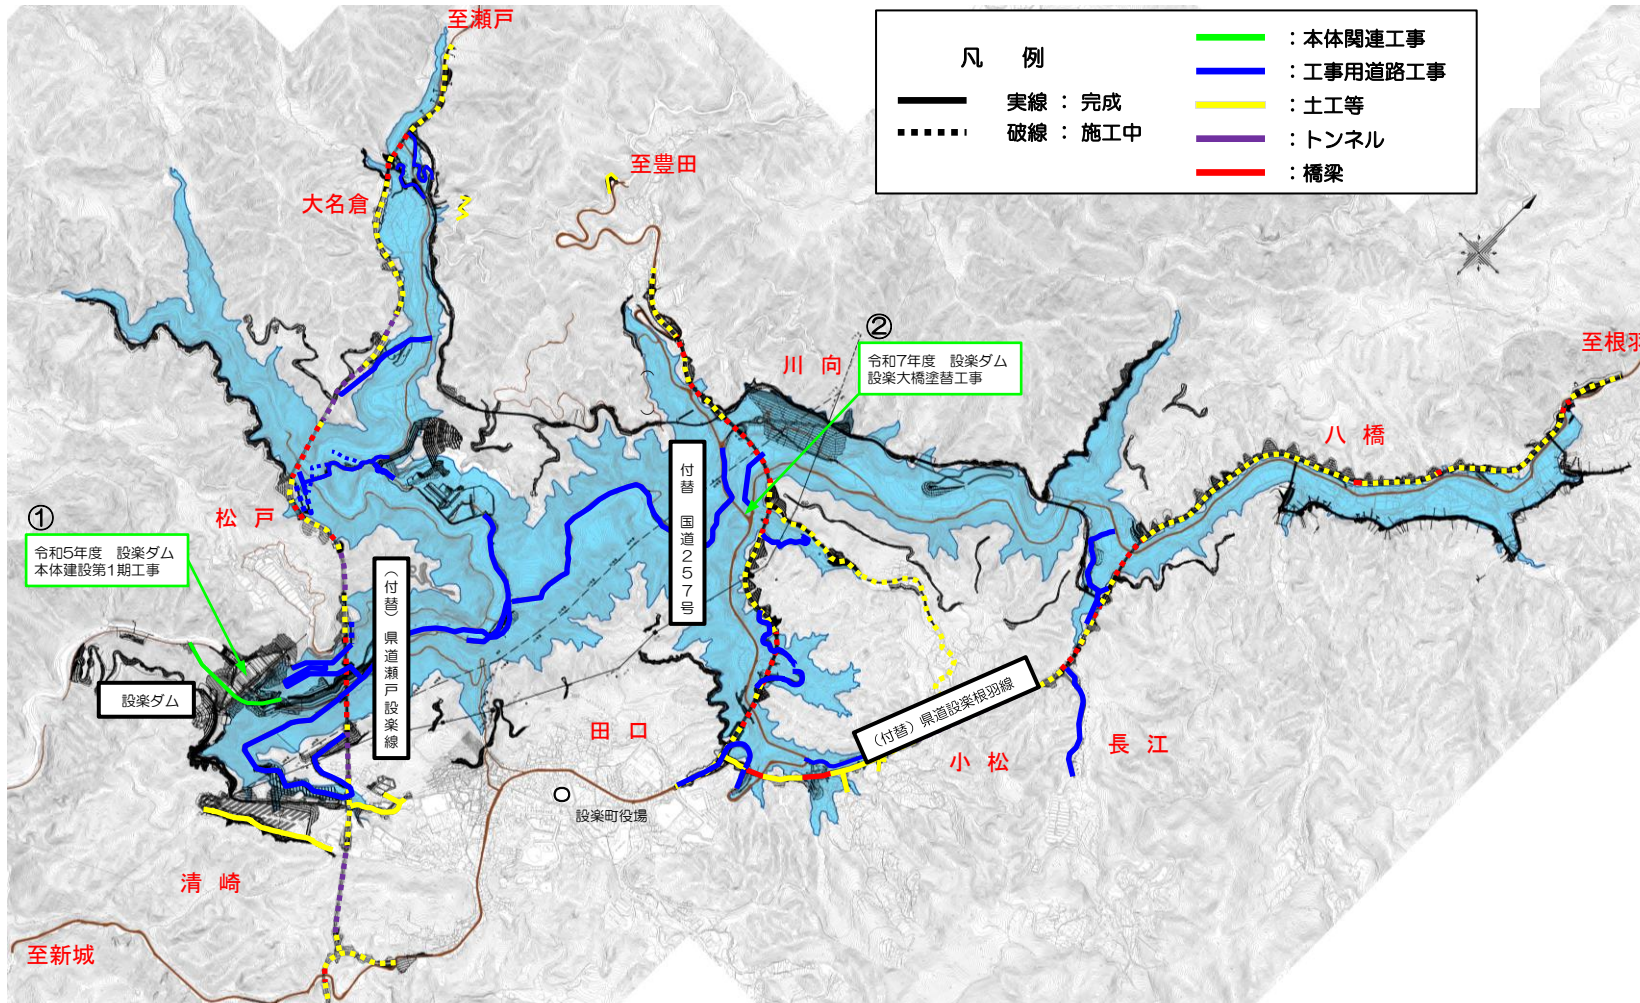 至瀬戸
凡　例
実線 ： 完成
破線 ： 施工中
：本体関連工事
：工事用道路工事
：土工等
：トンネル
：橋梁
至豊田
大名倉
②
令和7年度　設楽ダム
設楽大橋塗替工事
川 向
至根羽
八 橋
付替　国道257号
松 戸
①
令和5年度　設楽ダム
本体建設第1期工事
（付替）県道瀬戸設楽線
設楽ダム
（付替）県道設楽根羽線
田 口
小 松
長 江
設楽町役場
清 崎
至新城